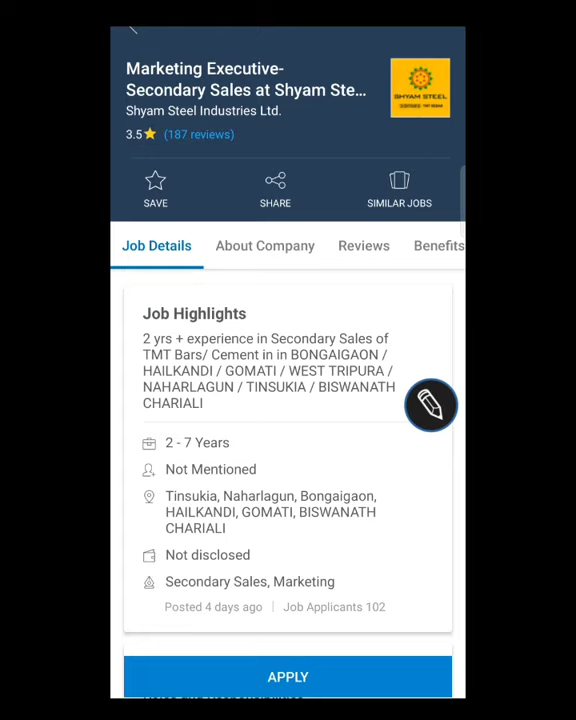 Marketing Executive-
Secondary Sales at Shyam Ste...
Shyam Steel Industries Ltd.
3.5 (187 reviews)
SHYAM STEEL
SAVE
SHARE
SIMILAR JOBS
Job Details
About Company
Reviews
Benefits
Job Highlights
2 yrs + experience in Secondary Sales of
TMT Bars/ Cement in in BONGAIGAON /
HAILKANDI / GOMATI / WEST TRIPURA /
NAHARLAGUN / TINSUKIA / BISWANATH
CHARIALI
2 - 7 Years
Not Mentioned
Tinsukia, Naharlagun, Bongaigaon,
HAILKANDI, GOMATI, BISWANATH
CHARIALI
Not disclosed
Secondary Sales, Marketing
Posted 4 days ago | Job Applicants 102
APPLY